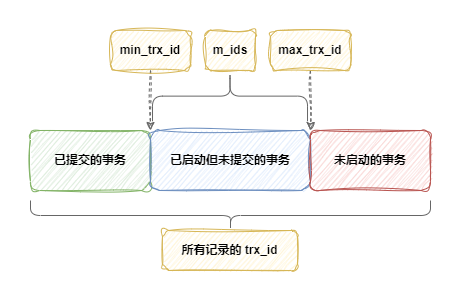 min_trx_id
m_ids
max_trx_id
已提交的事务
已启动但未提交的事务
未启动的事务
所有记录的 trx_id